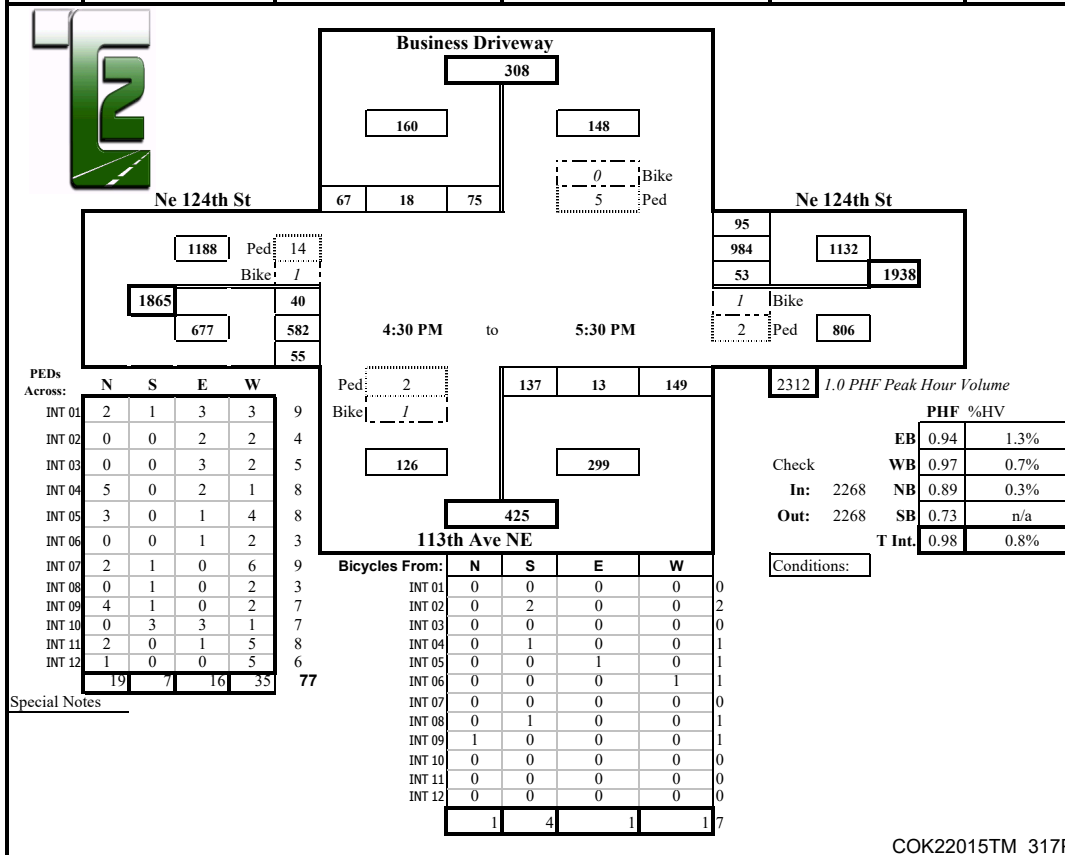 T2
Business Driveway
308
160 148
0 Bike
5 Ped
Ne 124th St
67 18 75
Ne 124th St
95
1188 Ped 14
984 1132
Bike 1
53 1938
1865 40
1 Bike
677 582 4:30 PM to 5:30 PM 2 Ped 806
55
PEDs Across: N S E W
Ped 2 137 13 149 2312 1.0 PHF Peak Hour Volume
INT 01 2 1 3 3 9
Bike 1
PHF %HV
INT 02 0 0 2 2 4
EB 0.94 1.3%
INT 03 0 0 3 2 5
126 299 Check WB 0.97 0.7%
INT 04 5 0 2 1 8
In: 2268 NB 0.89 0.3%
INT 05 3 0 1 4 8
425 Out: 2268 SB 0.73 n/a
INT 06 0 0 1 2 3
113th Ave NE
T Int. 0.98 0.8%
INT 07 2 1 0 6 9
Bicycles From: N S E W
Conditions:
INT 08 0 1 0 2 3
INT 01 0 0 0 0 0
INT 09 4 1 0 2 7
INT 02 0 2 0 0 2
INT 10 0 3 3 1 7
INT 03 0 0 0 0 0
INT 11 2 0 1 5 8
INT 04 0 1 0 0 1
INT 12 1 0 0 5 6
INT 05 0 0 1 0 1
19 7 16 35 77
INT 06 0 0 0 1 1
Special Notes
INT 07 0 0 0 0 0
INT 08 0 1 0 0 1
INT 09 1 0 0 0 1
INT 10 0 0 0 0 0
INT 11 0 0 0 0 0
INT 12 0 0 0 0 0
1 4 1 1 7